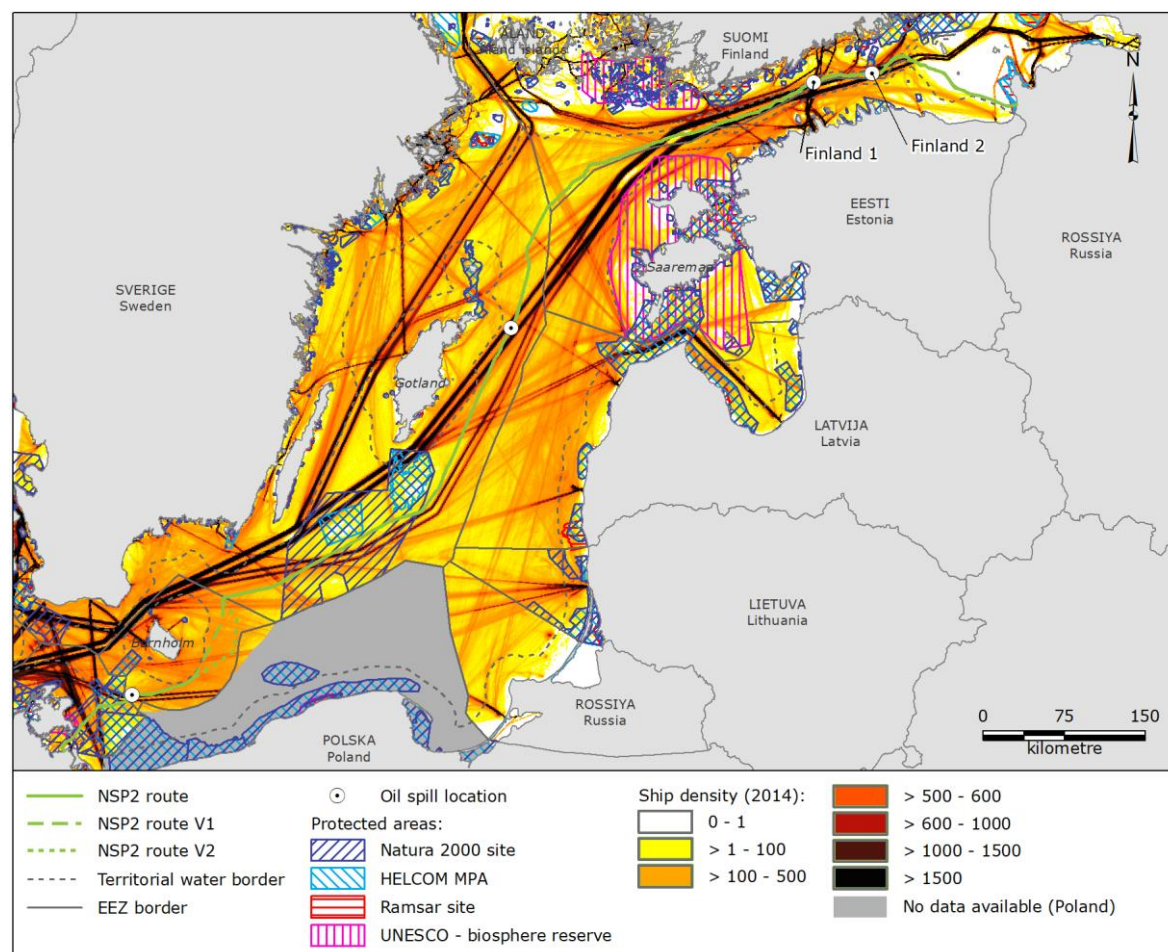 ÅLAND
Åland islands
SUOMI
Finland
N
Finland 1
Finland 2
EESTI
Estonia
ROSSIYA
Russia
SVERIGE
Sweden
Saaremaa
Gotland
LATVIJA
Latvia
LIETUVA
Lithuania
Bornholm
ROSSIYA
Russia
POLSKA
Poland
0 75 150
kilometre
NSP2 route
NSP2 route V1
NSP2 route V2
Territorial water border
EEZ border
Oil spill location
Protected areas:
Natura 2000 site
HELCOM MPA
Ramsar site
UNESCO - biosphere reserve
Ship density (2014):
0 - 1
> 1 - 100
> 100 - 500
> 500 - 600
> 600 - 1000
> 1000 - 1500
> 1500
No data available (Poland)